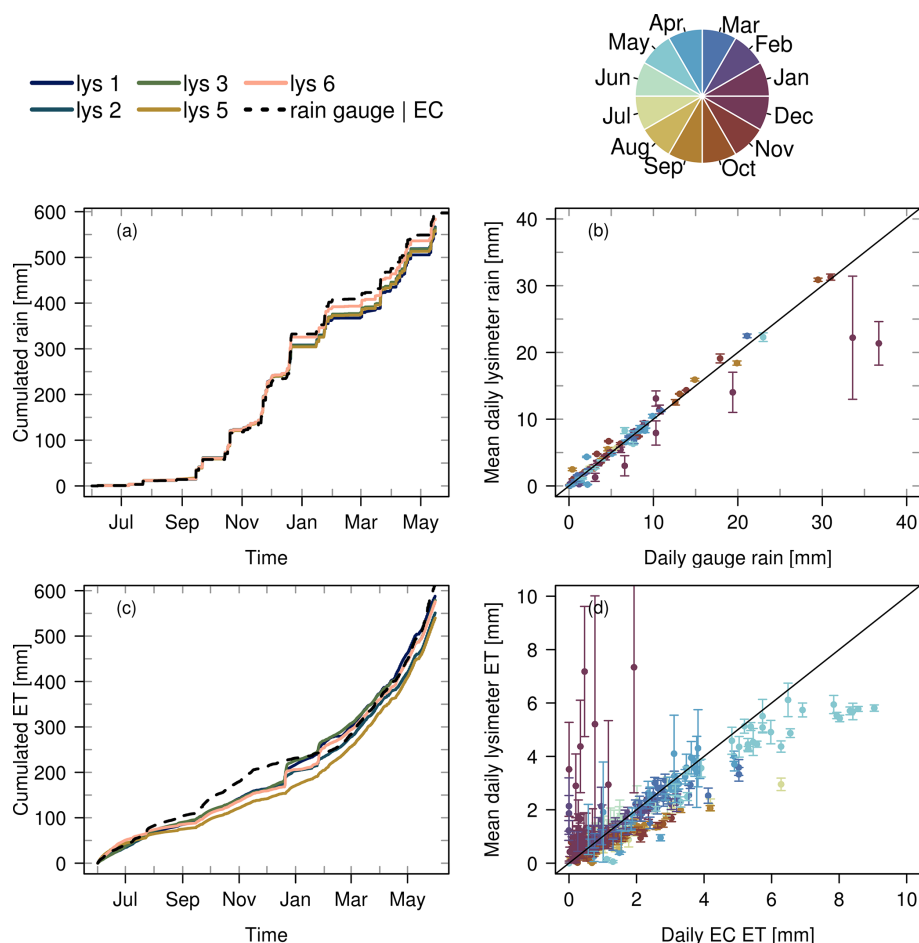 lys 1
lys 3
lys 6
lys 2
lys 5
rain gauge | EC
Apr
Mar
May
Feb
Jun
Jan
Jul
Dec
Aug
Nov
Sep
Oct
(a)
600
500
400
300
200
100
0
Cumulated rain [mm]
Jul
Sep
Nov
Jan
Mar
May
Time
(b)
40
30
20
10
0
Mean daily lysimeter rain [mm]
0
10
20
30
40
Daily gauge rain [mm]
(c)
600
500
400
300
200
100
0
Cumulated ET [mm]
Jul
Sep
Nov
Jan
Mar
May
Time
(d)
10
8
6
4
2
0
Mean daily lysimeter ET [mm]
0
2
4
6
8
10
Daily EC ET [mm]